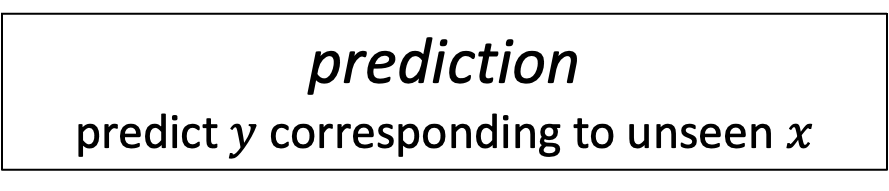 prediction
predict y corresponding to unseen x